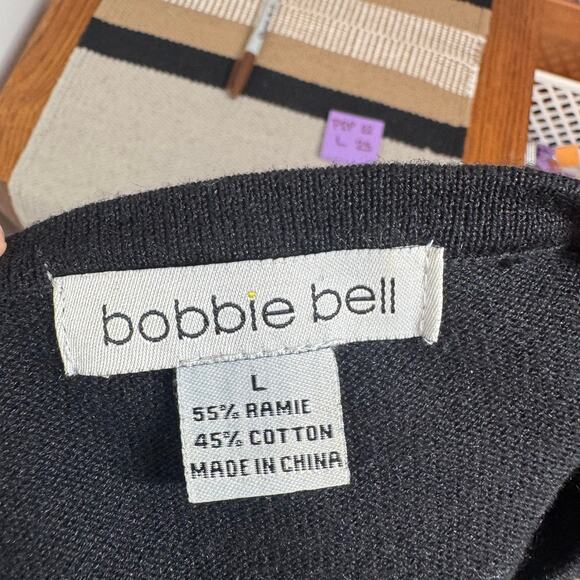 L
bobbie bell
L
55% RAMIE
45% COTTON
MADE IN CHINA